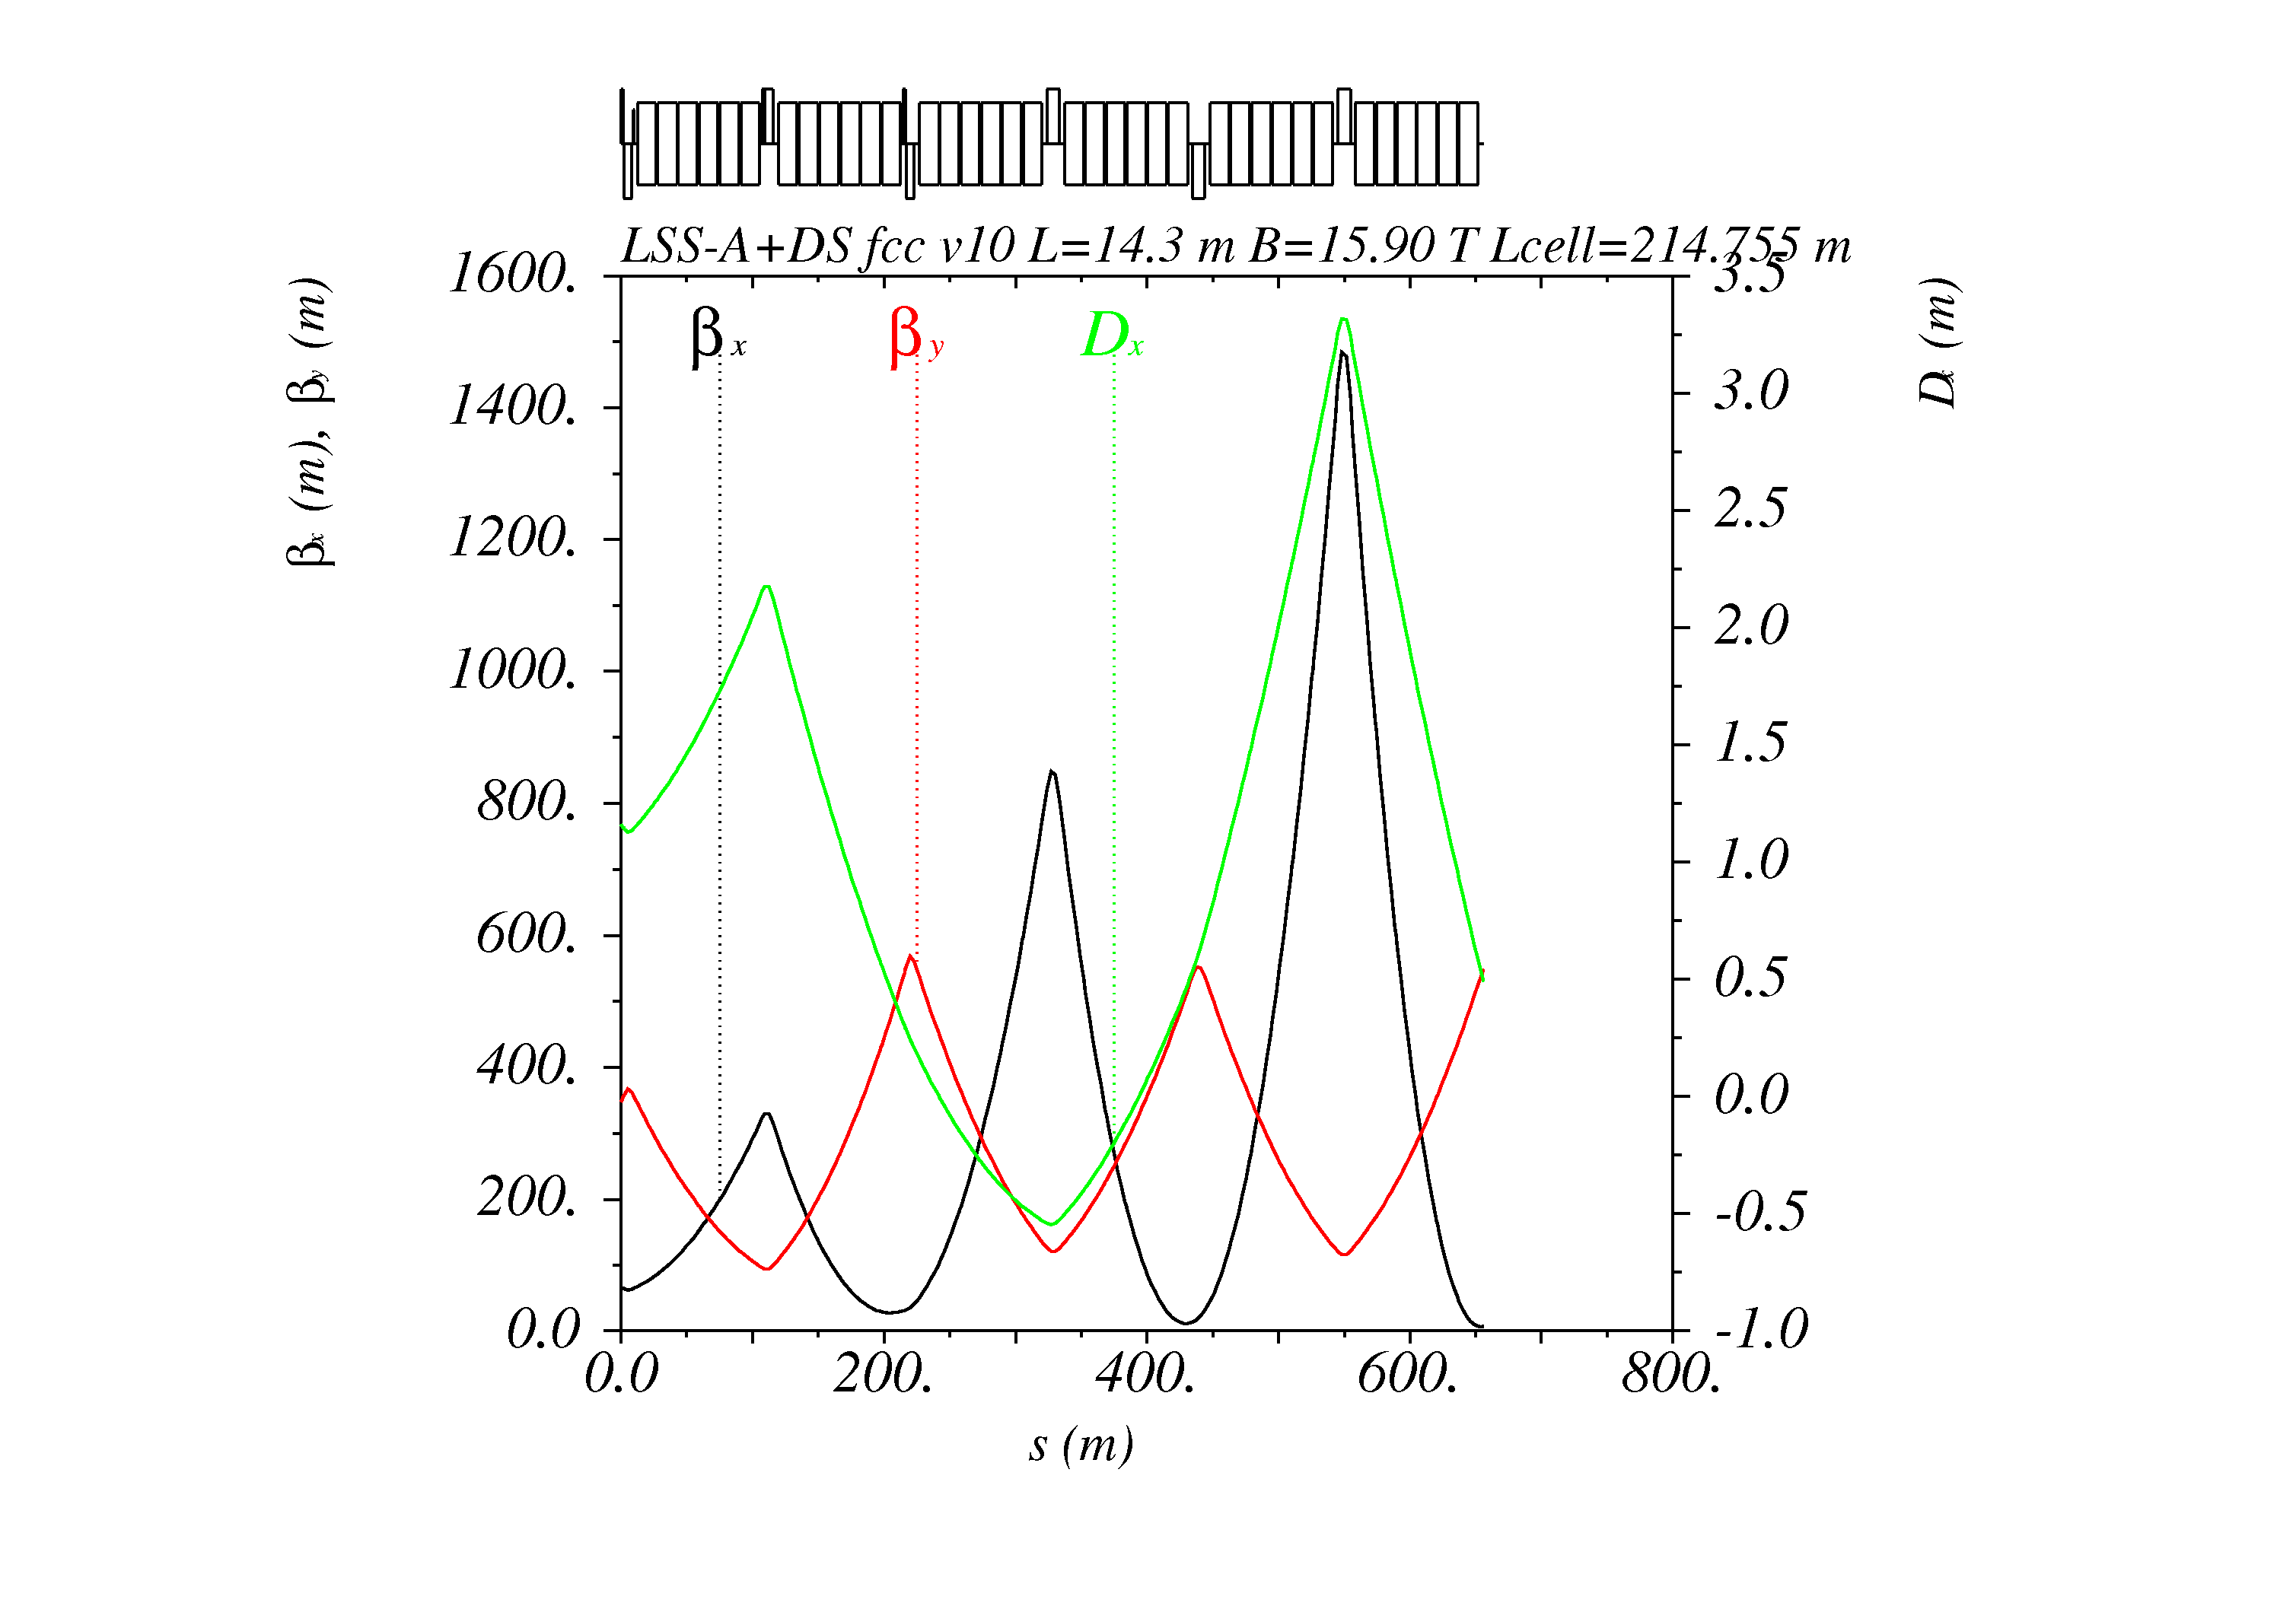 LSS-A+DS fcc v10 L=14.3 m B=15.90 T Lcell=214.755 m
βx (m), βy (m)
1600.
1400.
1200.
1000.
800.
600.
400.
200.
0.0
βx
βy
Dx
3.5
3.0
2.5
2.0
1.5
1.0
0.5
0.0
-0.5
-1.0
Dx (m)
0.0 200. 400. 600. 800.
s (m)